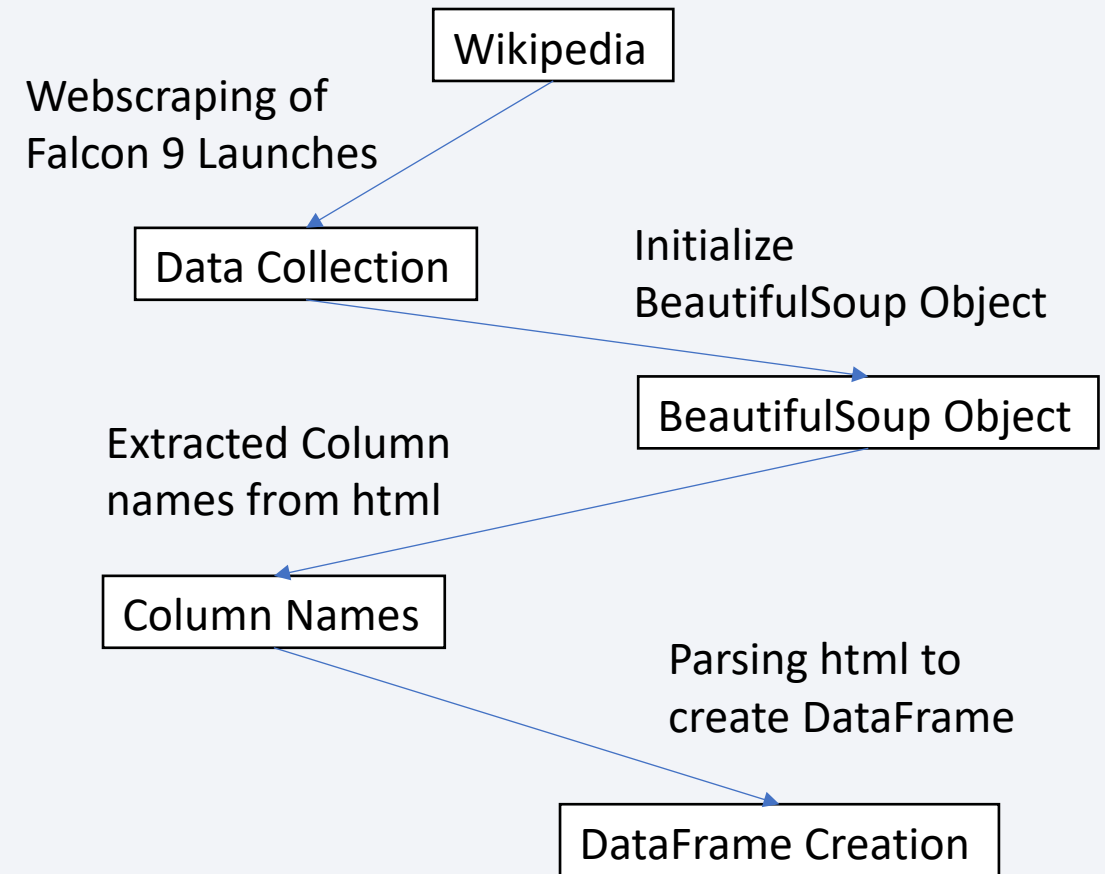 Wikipedia
Webscraping of
Falcon 9 Launches
Data Collection
Initialize
BeautifulSoup Object
BeautifulSoup Object
Extracted Column
names from html
Column Names
Parsing html to
create DataFrame
DataFrame Creation